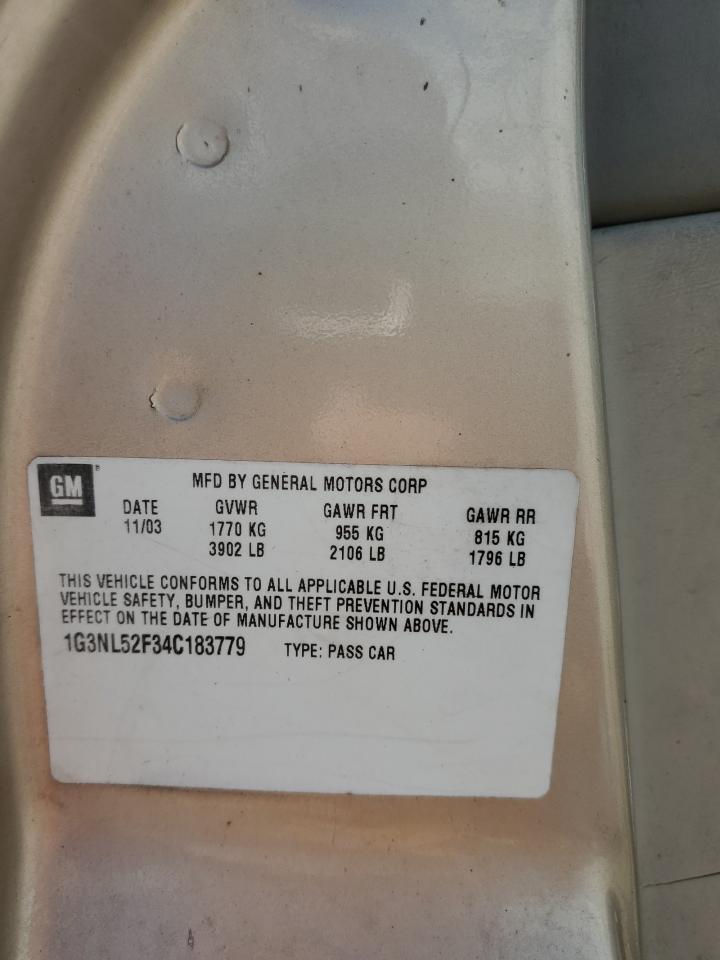 GM® MFD BY GENERAL MOTORS CORP
DATE GVWR GAWR FRT GAWR RR
11/03 1770 KG 955 KG 815 KG
3902 LB 2106 LB 1796 LB
THIS VEHICLE CONFORMS TO ALL APPLICABLE U.S. FEDERAL MOTOR
VEHICLE SAFETY, BUMPER, AND THEFT PREVENTION STANDARDS IN
EFFECT ON THE DATE OF MANUFACTURE SHOWN ABOVE.
1G3NL52F34C183779 TYPE: PASS CAR